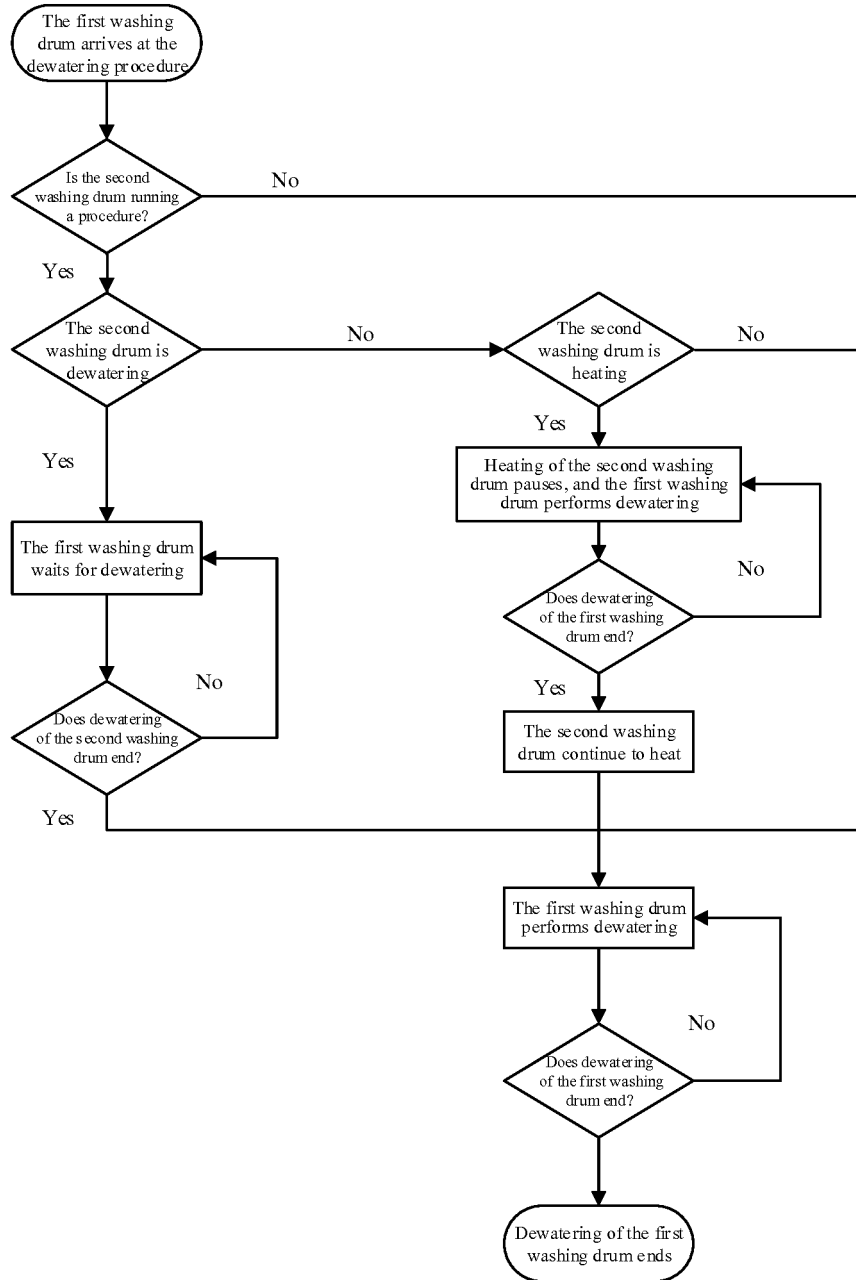 The first washing
drum arrives at the
dewatering procedure
Is the second
washing drum running
a procedure?
No
Yes
The second
washing drum is
dewatering
No
The second
washing drum is
heating
No
Yes
Yes
Heating of the second washing
drum pauses, and the first washing
drum performs dewatering
The first washing drum
waits for dewatering
No
Does dewatering
of the first washing
drum end?
No
Yes
Does dewatering
of the second washing
drum end?
The second washing
drum continue to heat
Yes
The first washing drum
performs dewatering
No
Does dewatering
of the first washing
drum end?
Dewatering of the first
washing drum ends